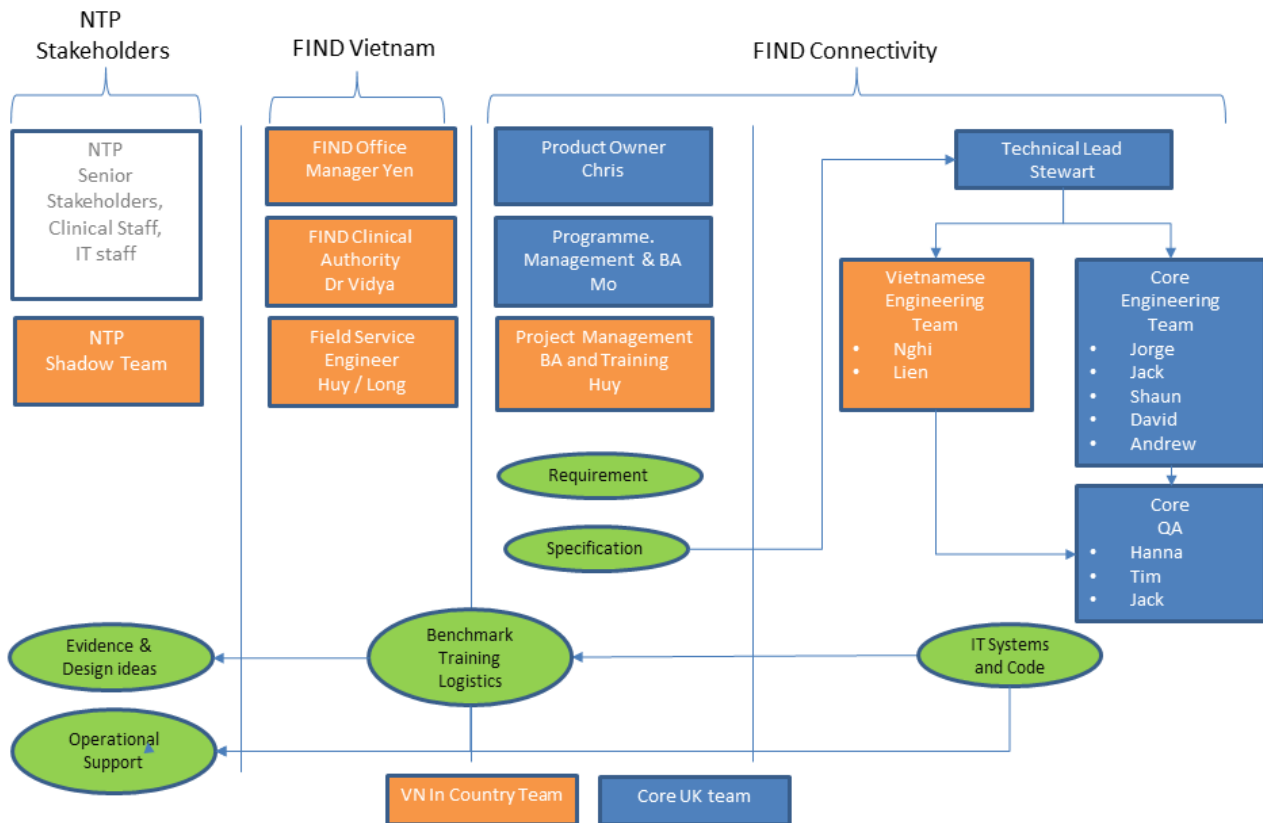 NTP
Stakeholders
FIND Vietnam
FIND Connectivity
NTP
Senior
Stakeholders,
Clinical Staff,
IT staff
NTP
Shadow Team
FIND Office
Manager Yen
FIND Clinical
Authority
Dr Vidya
Field Service
Engineer
Huy / Long
Product Owner
Chris
Programme.
Management & BA
Mo
Project Management
BA and Training
Huy
Technical Lead
Stewart
Vietnamese
Engineering
Team
• Nghi
• Lien
Core
Engineering
Team
• Jorge
• Jack
• Shaun
• David
• Andrew
Core
QA
• Hanna
• Tim
• Jack
Requirement
Specification
Evidence &
Design ideas
Benchmark
Training
Logistics
IT Systems
and Code
Operational
Support
VN In Country Team
Core UK team